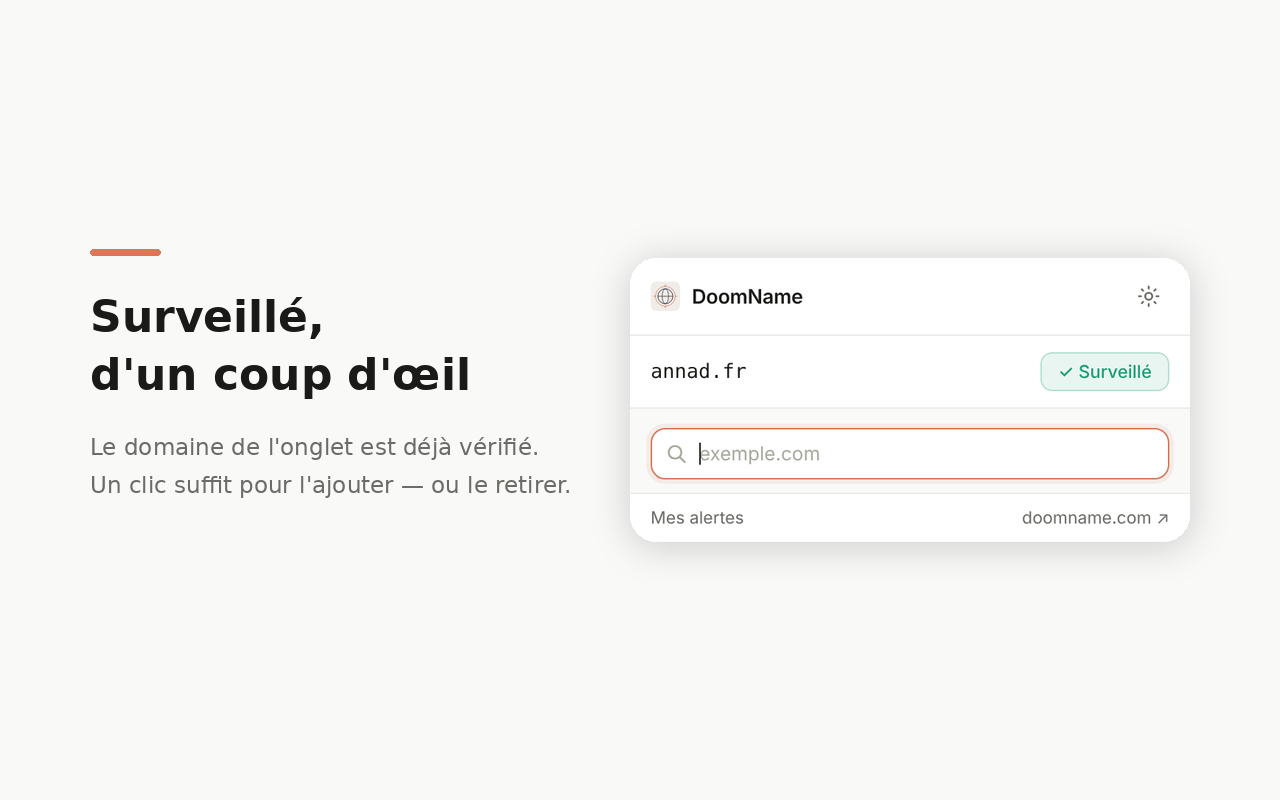 Surveillé,
d'un coup d'œil
Le domaine de l'onglet est déjà vérifié.
Un clic suffit pour l'ajouter — ou le retirer.
DoomName
annad.fr
Surveillé
exemple.com
Mes alertes
doomname.com ↗